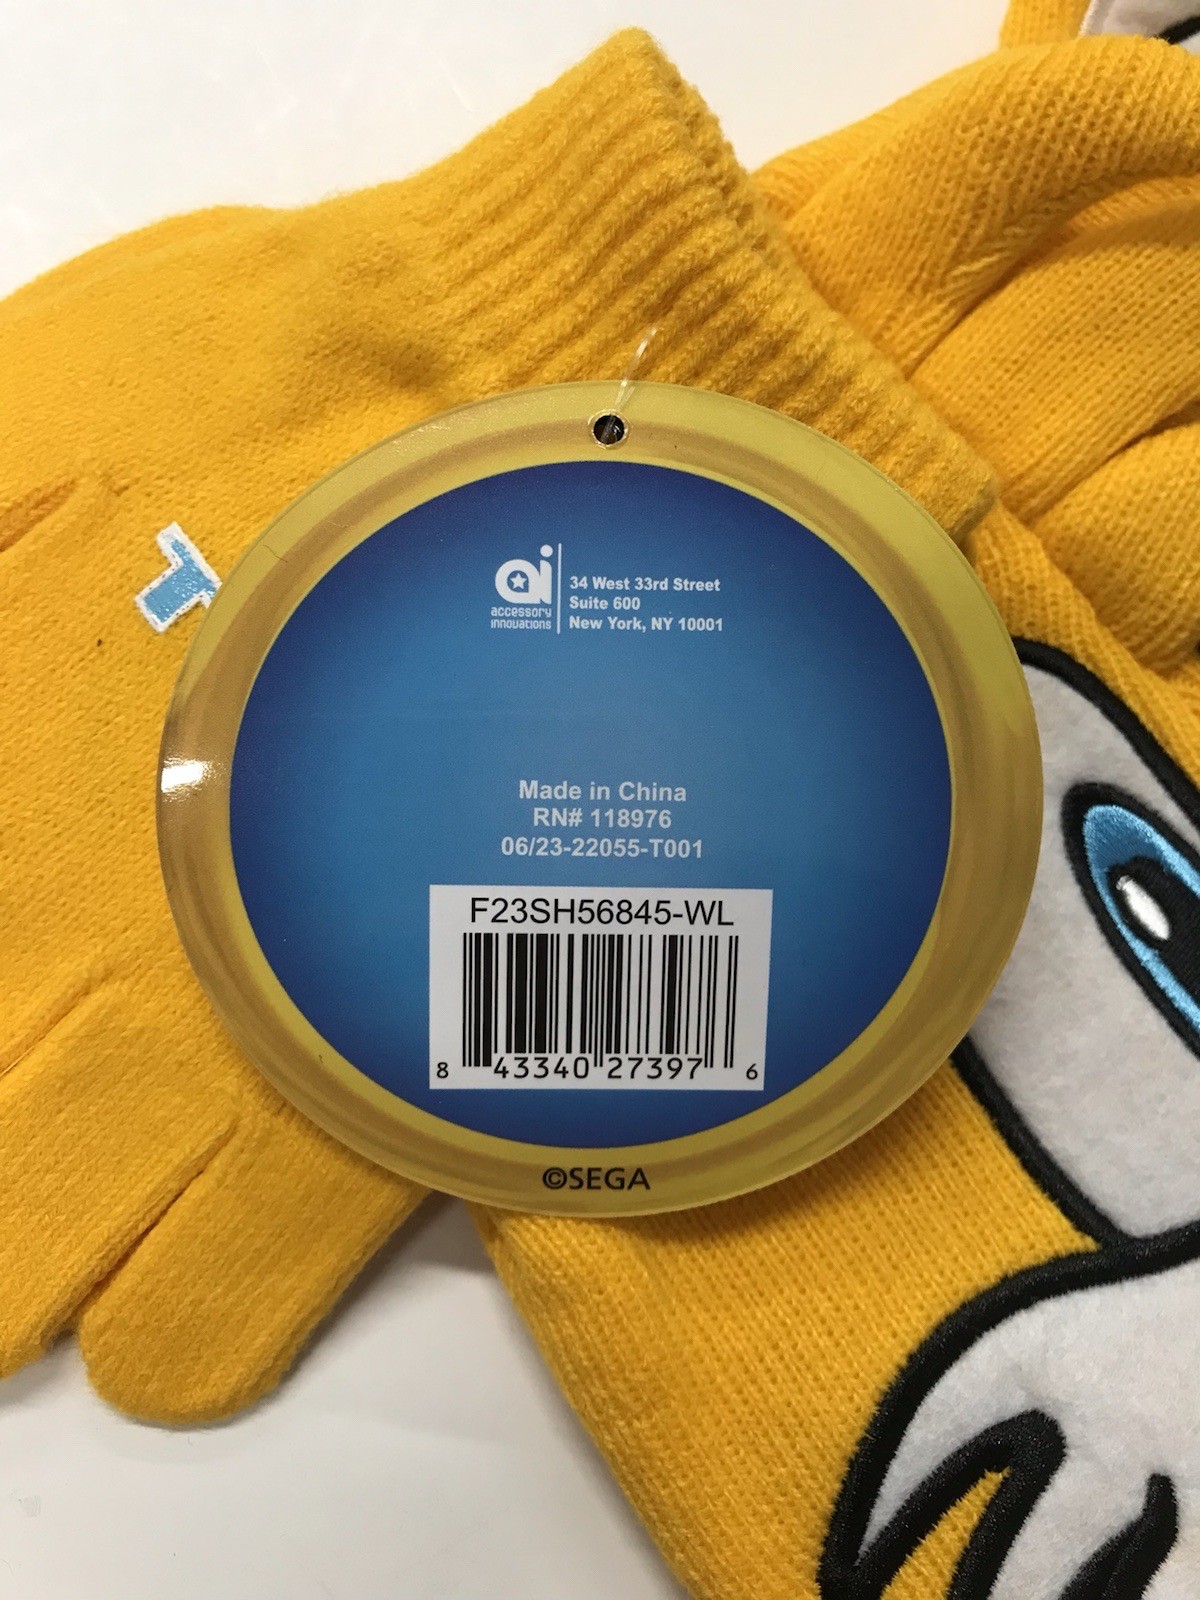 ai
accessory
innovations
34 West 33rd Street
Suite 600
New York, NY 10001
Made in China
RN# 118976
06/23-22055-T001
F23SH56845-WL
8 43340 27397 6
©SEGA
T